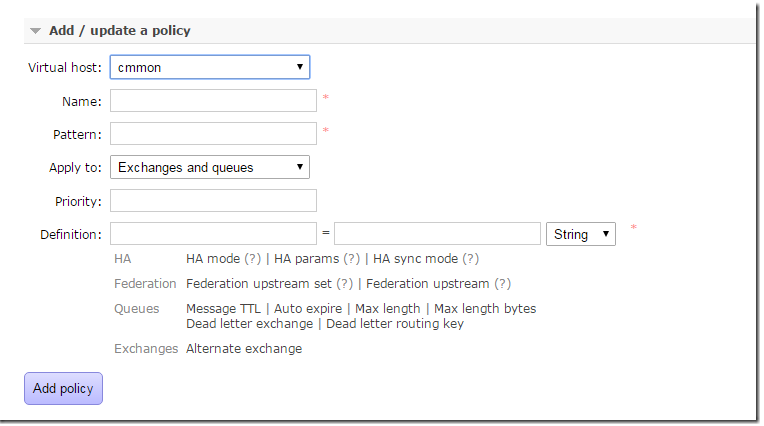 Add / update a policy
Virtual host: cmmon
Name: *
Pattern: *
Apply to: Exchanges and queues
Priority:
Definition: = String *
HA HA mode (?) | HA params (?) | HA sync mode (?)
Federation Federation upstream set (?) | Federation upstream (?)
Queues Message TTL | Auto expire | Max length | Max length bytes
Dead letter exchange | Dead letter routing key
Exchanges Alternate exchange
Add policy